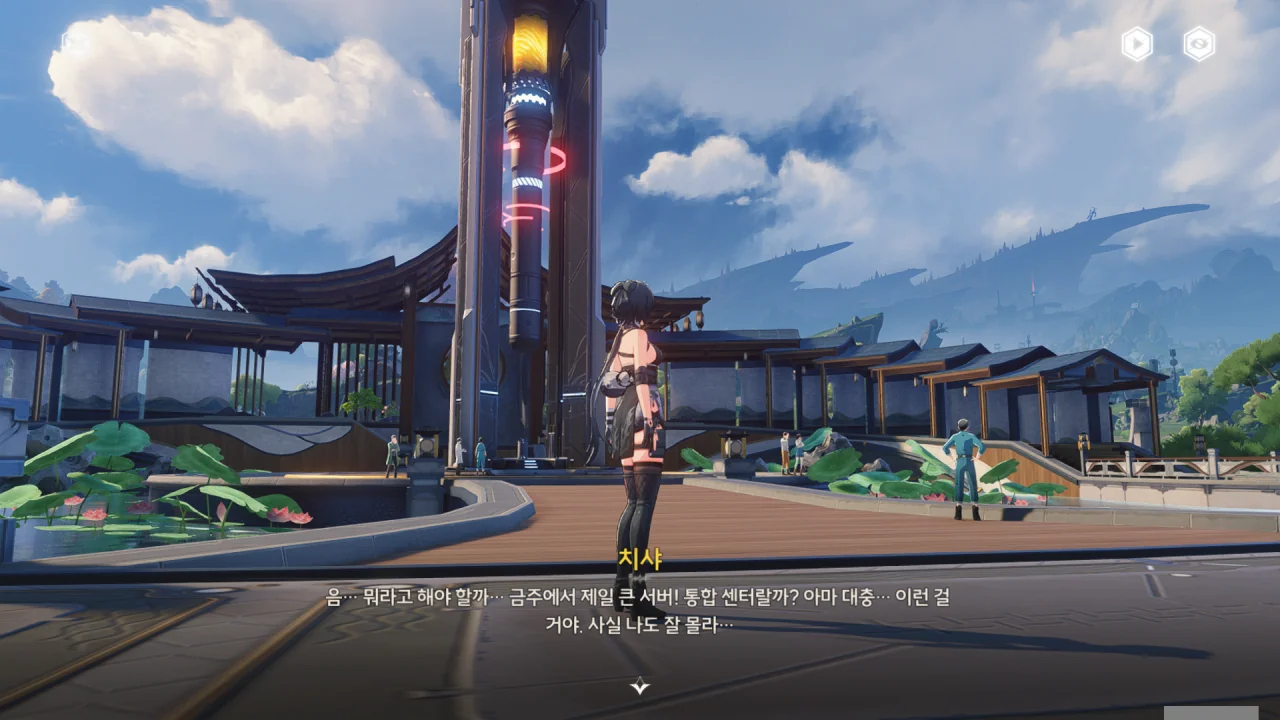 치샤
음… 뭐라고 해야 할까… 금주에서 제일 큰 서버! 통합 센터랄까? 아마 대충… 이런 걸
거야. 사실 나도 잘 몰라…